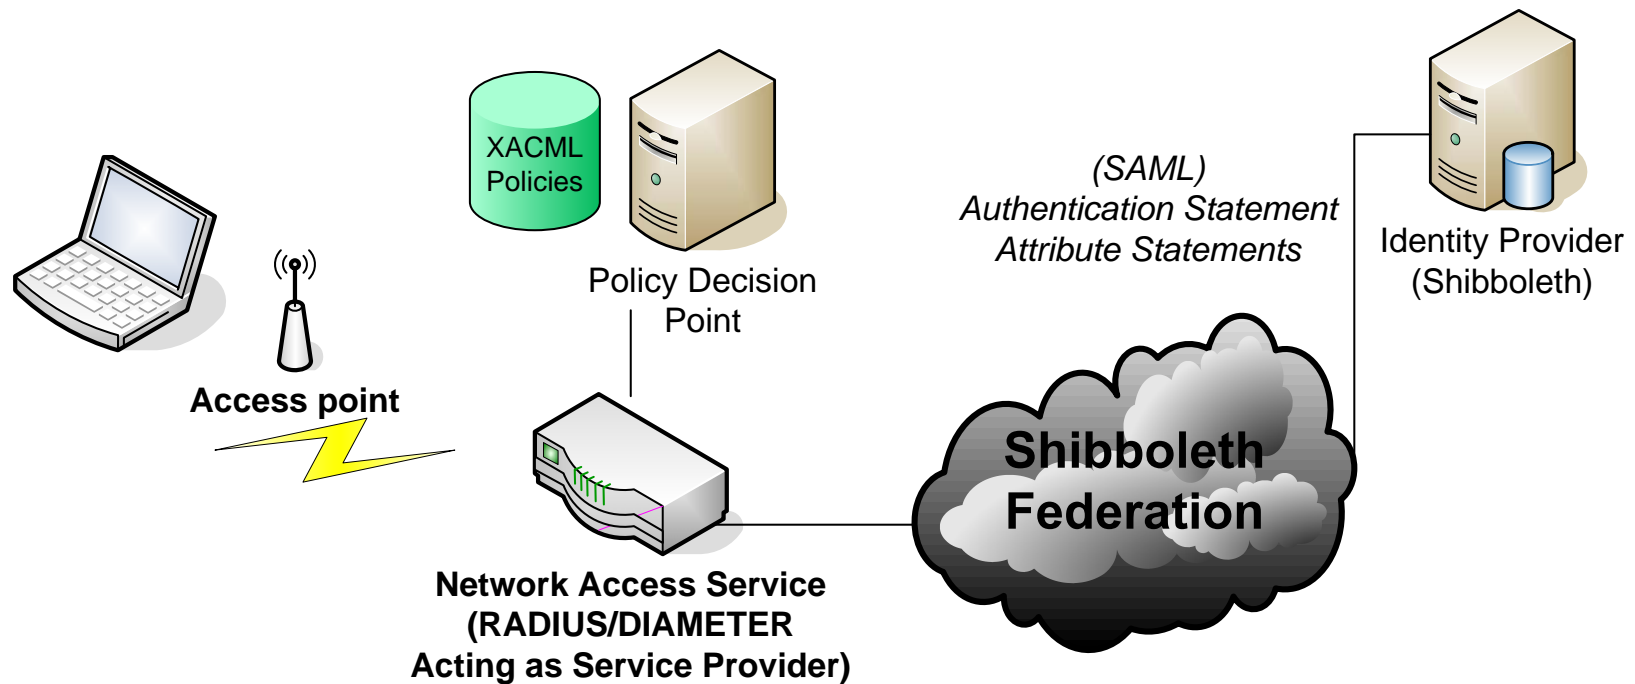 XACML
Policies
Policy Decision
Point
(SAML)
Authentication Statement
Attribute Statements
Identity Provider
(Shibboleth)
Access point
Shibboleth
Federation
Network Access Service
(RADIUS/DIAMETER
Acting as Service Provider)